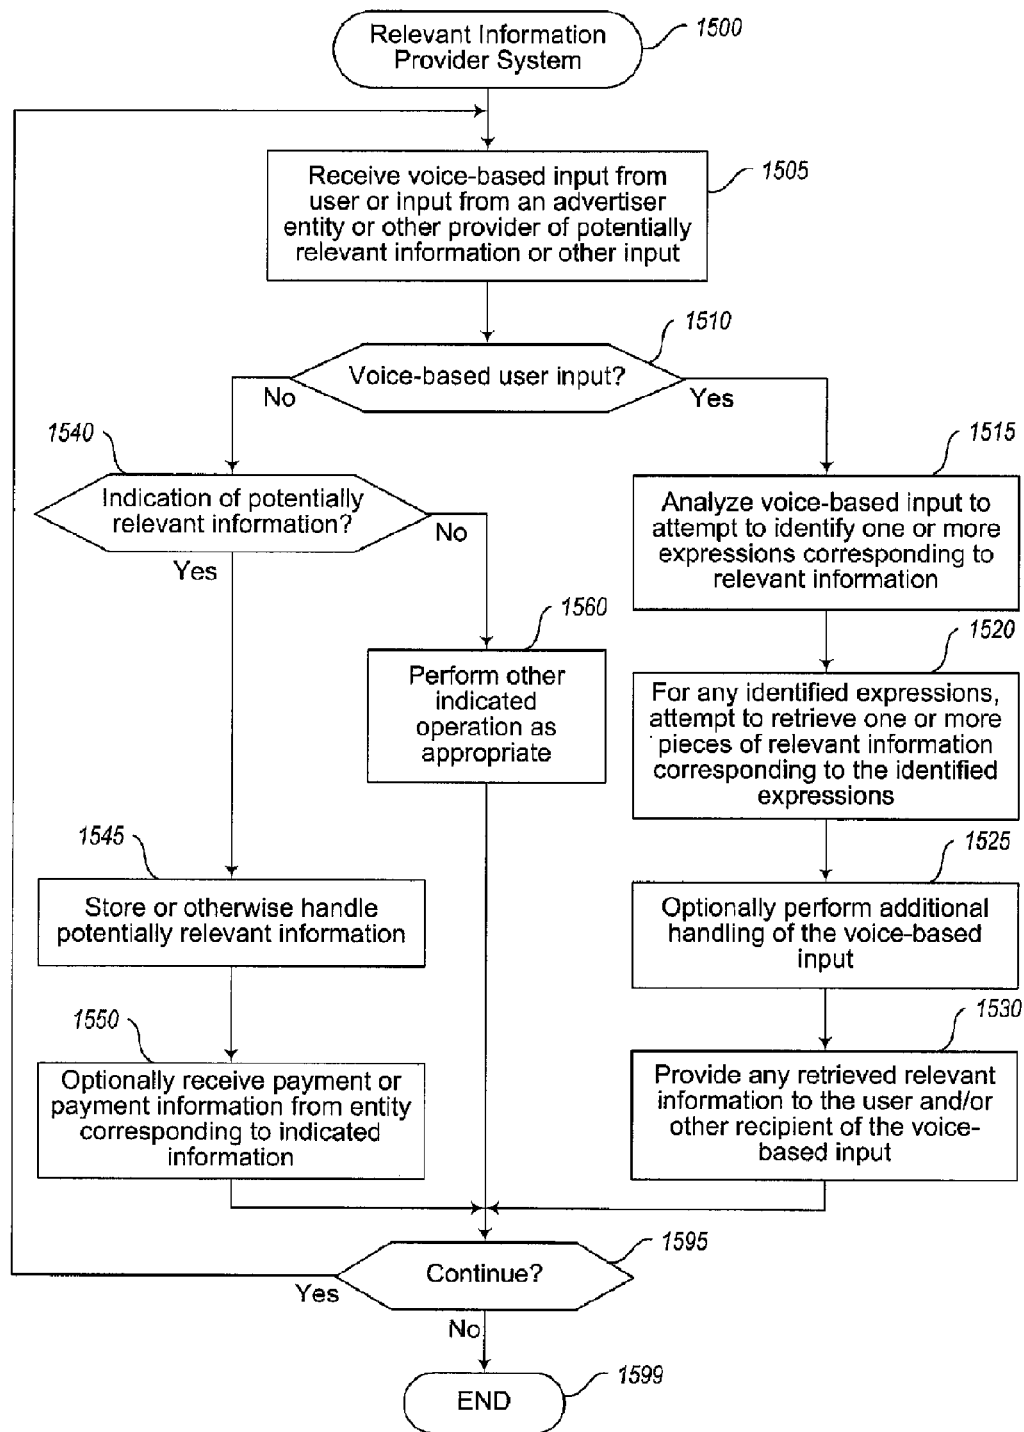 Relevant Information
Provider System
1500
Receive voice-based input from
user or input from an advertiser
entity or other provider of potentially
relevant information or other input
1505
Voice-based user input?
1510
No
Yes
1540
Indication of potentially
relevant information?
No
Yes
1515
Analyze voice-based input to
attempt to identify one or more
expressions corresponding to
relevant information
1560
Perform other
indicated
operation as
appropriate
1520
For any identified expressions,
attempt to retrieve one or more
pieces of relevant information
corresponding to the identified
expressions
1545
Store or otherwise handle
potentially relevant information
1525
Optionally perform additional
handling of the voice-based
input
1550
Optionally receive payment or
payment information from entity
corresponding to indicated
information
1530
Provide any retrieved relevant
information to the user and/or
other recipient of the voice-
based input
1595
Continue?
Yes
No
END
1599